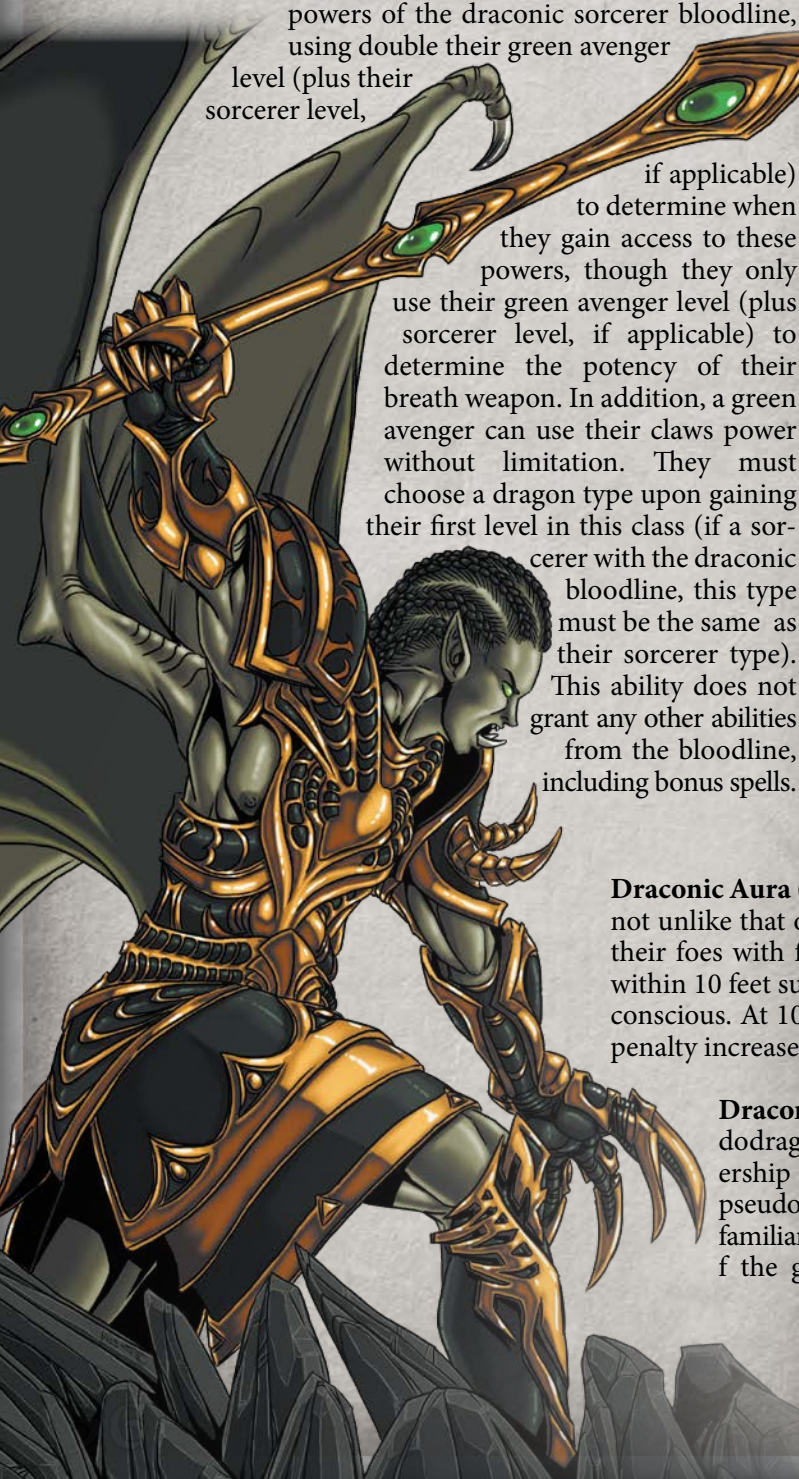 powers of the draconic sorcerer bloodline,
using double their green avenger
level (plus their
sorcerer level,
if applicable)
to determine when
they gain access to these
powers, though they only
use their green avenger level (plus
sorcerer level, if applicable) to
determine the potency of their
breath weapon. In addition, a green
avenger can use their claws power
without limitation. They must
choose a dragon type upon gaining
their first level in this class (if a sor-
cerer with the draconic
bloodline, this type
must be the same as
their sorcerer type).
This ability does not
grant any other abilities
from the bloodline,
including bonus spells.
Draconic Aura (
not unlike that o
their foes with f
within 10 feet su
conscious. At 10
penalty increase
Dracon
dodrag
ership
pseudo
familiar
f the g